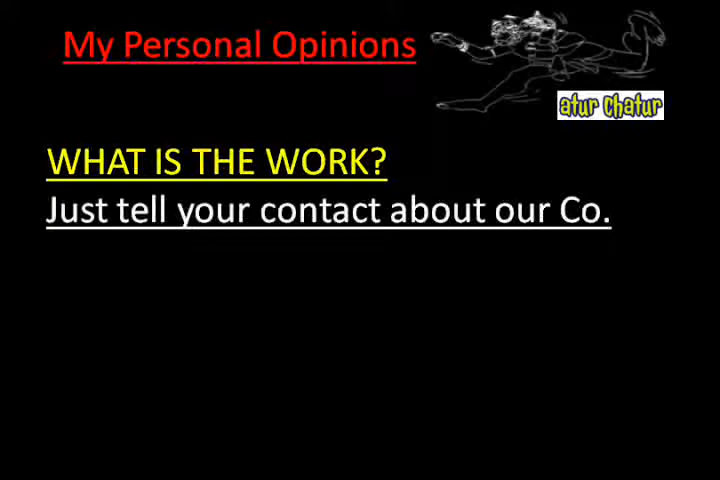 My Personal Opinions
atur Chatur
WHAT IS THE WORK?
Just tell your contact about our Co.